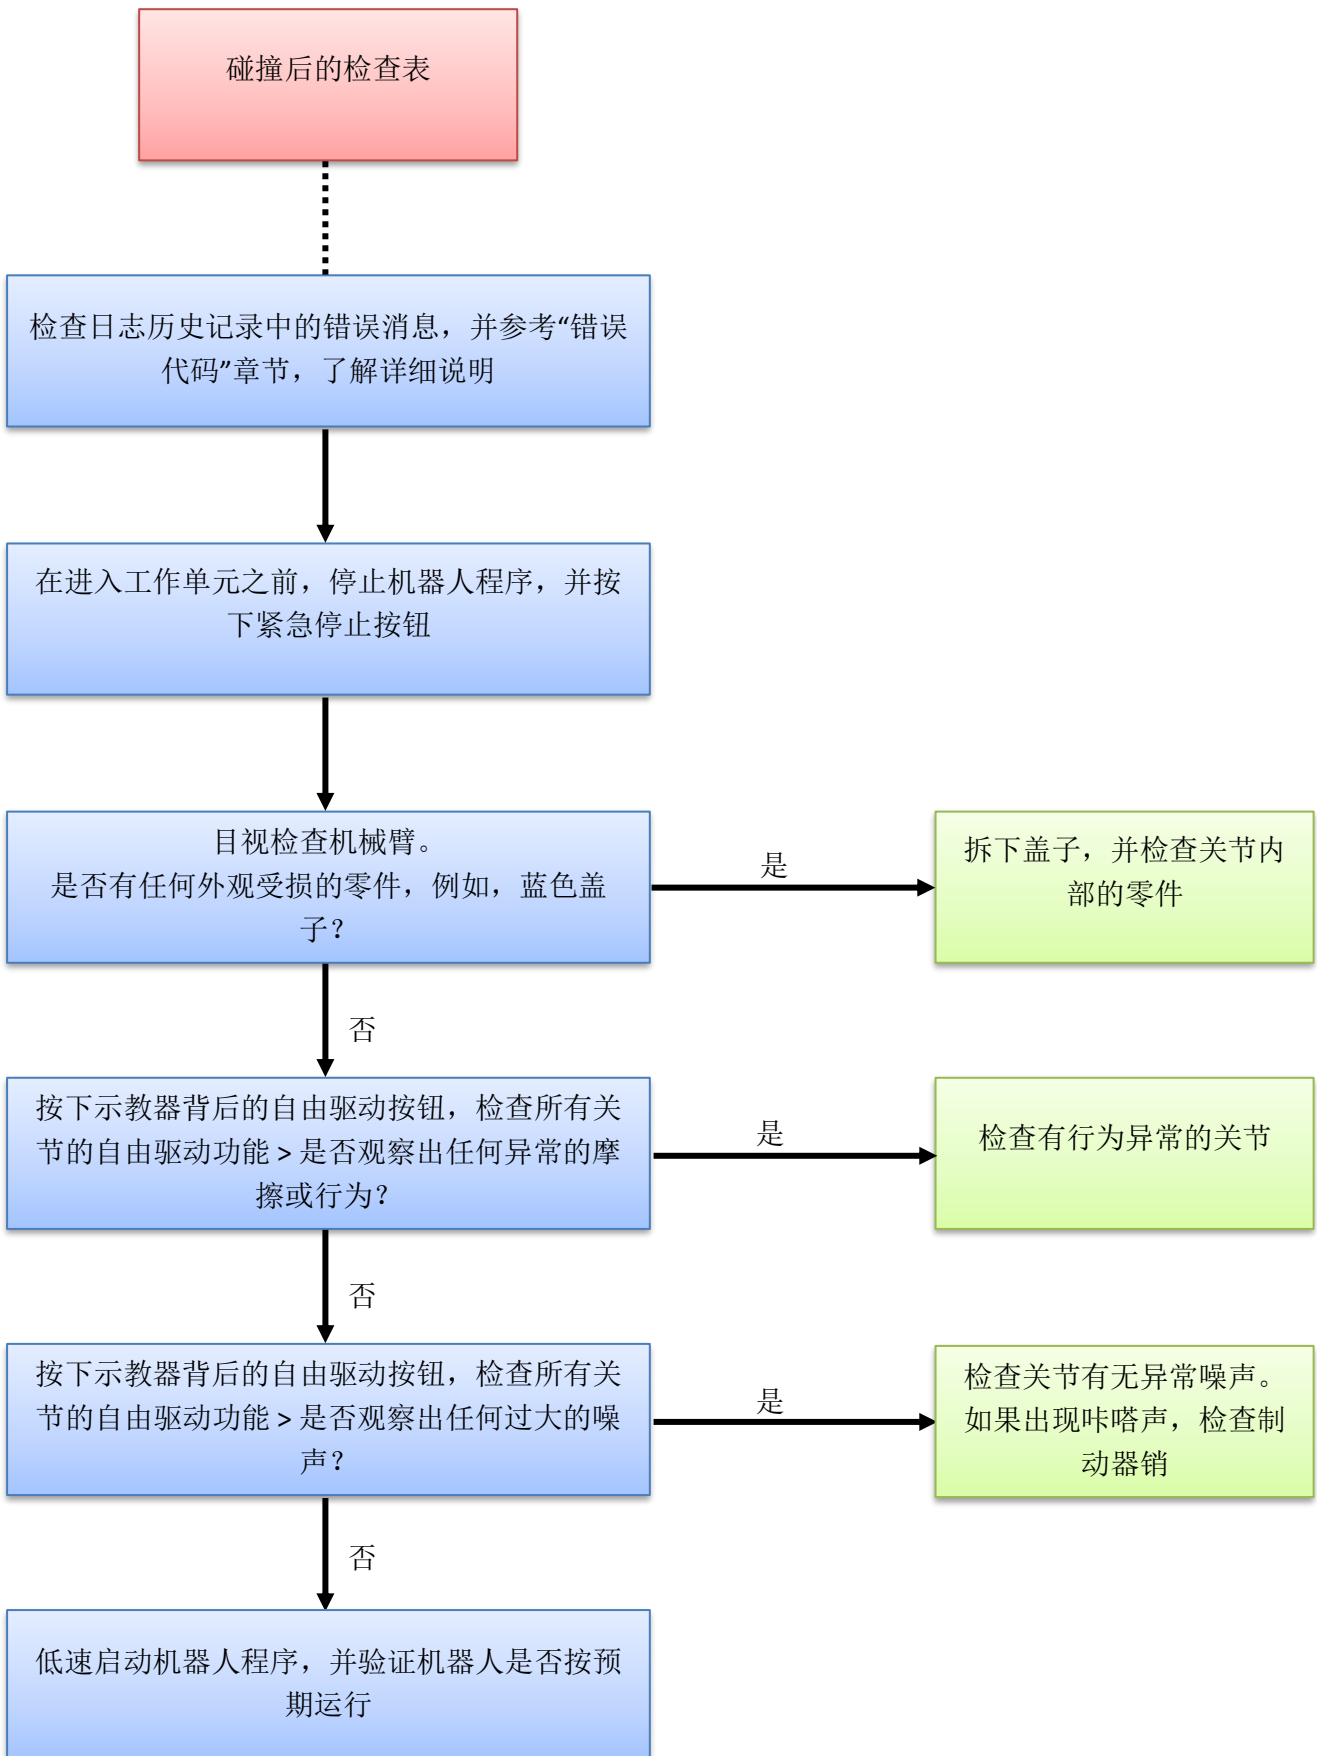 碰撞后的检查表
检查日志历史记录中的错误消息，并参考“错误
代码”章节，了解详细说明
在进入工作单元之前，停止机器人程序，并按
下紧急停止按钮
目视检查机械臂。
是否有任何外观受损的零件，例如，蓝色盖
子？
是
拆下盖子，并检查关节内
部的零件
否
按下示教器背后的自由驱动按钮，检查所有关
节的自由驱动功能 > 是否观察出任何异常的摩
擦或行为？
是
检查有行为异常的关节
否
按下示教器背后的自由驱动按钮，检查所有关
节的自由驱动功能 > 是否观察出任何过大的噪
声？
是
检查关节有无异常噪声。
如果出现咔嗒声，检查制
动器销
否
低速启动机器人程序，并验证机器人是否按预
期运行